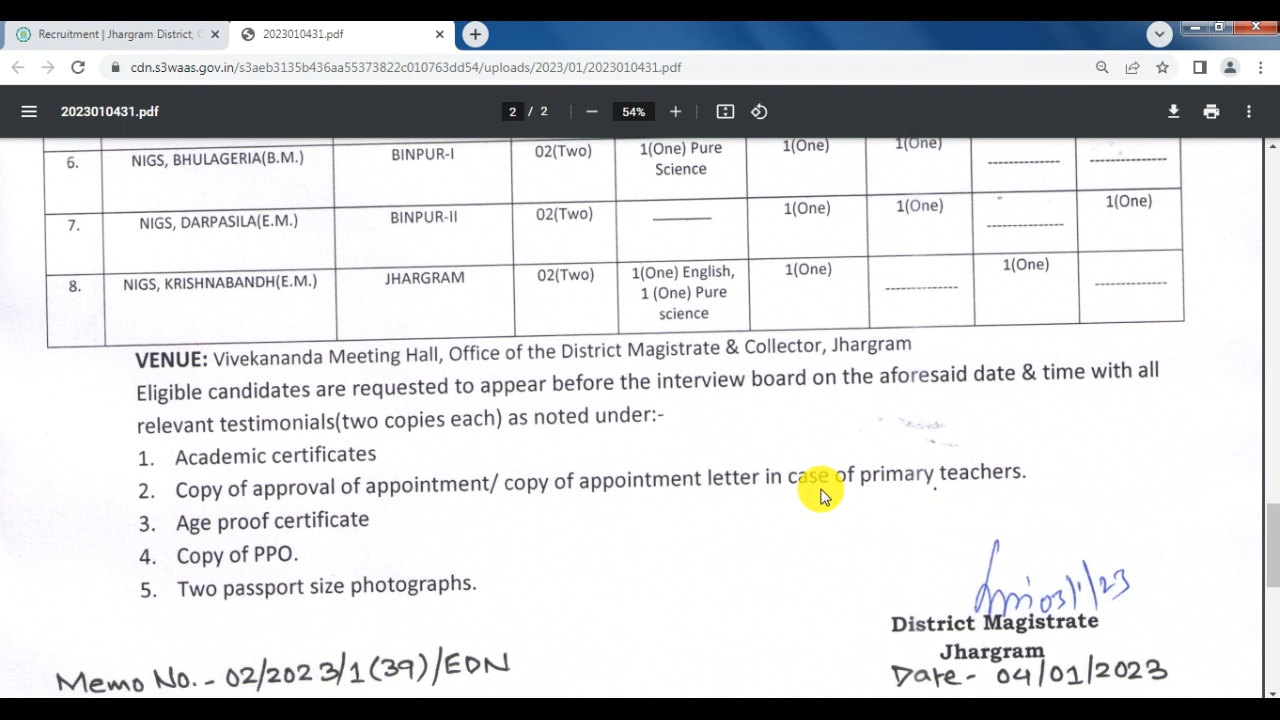 Recruitment | Jhargram District,
2023010431.pdf
cdn.s3waas.gov.in/s3aeb3135b436aa55373822c010763dd54/uploads/2023/01/2023010431.pdf
2023010431.pdf
2 / 2
54%
6. NIGS, BHULAGERIA(B.M.) BINPUR-I 02(Two) 1(One) Pure Science 1(One) 1(One) -------------- --------------
7. NIGS, DARPASILA(E.M.) BINPUR-II 02(Two) ———— 1(One) 1(One) -------------- 1(One)
8. NIGS, KRISHNABANDH(E.M.) JHARGRAM 02(Two) 1(One) English, 1 (One) Pure science 1(One) -------------- 1(One) --------------
VENUE: Vivekananda Meeting Hall, Office of the District Magistrate & Collector, Jhargram
Eligible candidates are requested to appear before the interview board on the aforesaid date & time with all
relevant testimonials(two copies each) as noted under:-
1. Academic certificates
2. Copy of approval of appointment/ copy of appointment letter in case of primary teachers.
3. Age proof certificate
4. Copy of PPO.
5. Two passport size photographs.
03/1/23
District Magistrate
Jhargram
Memo No. - 02/2023/1(39)/EDN
Date - 04/01/2023